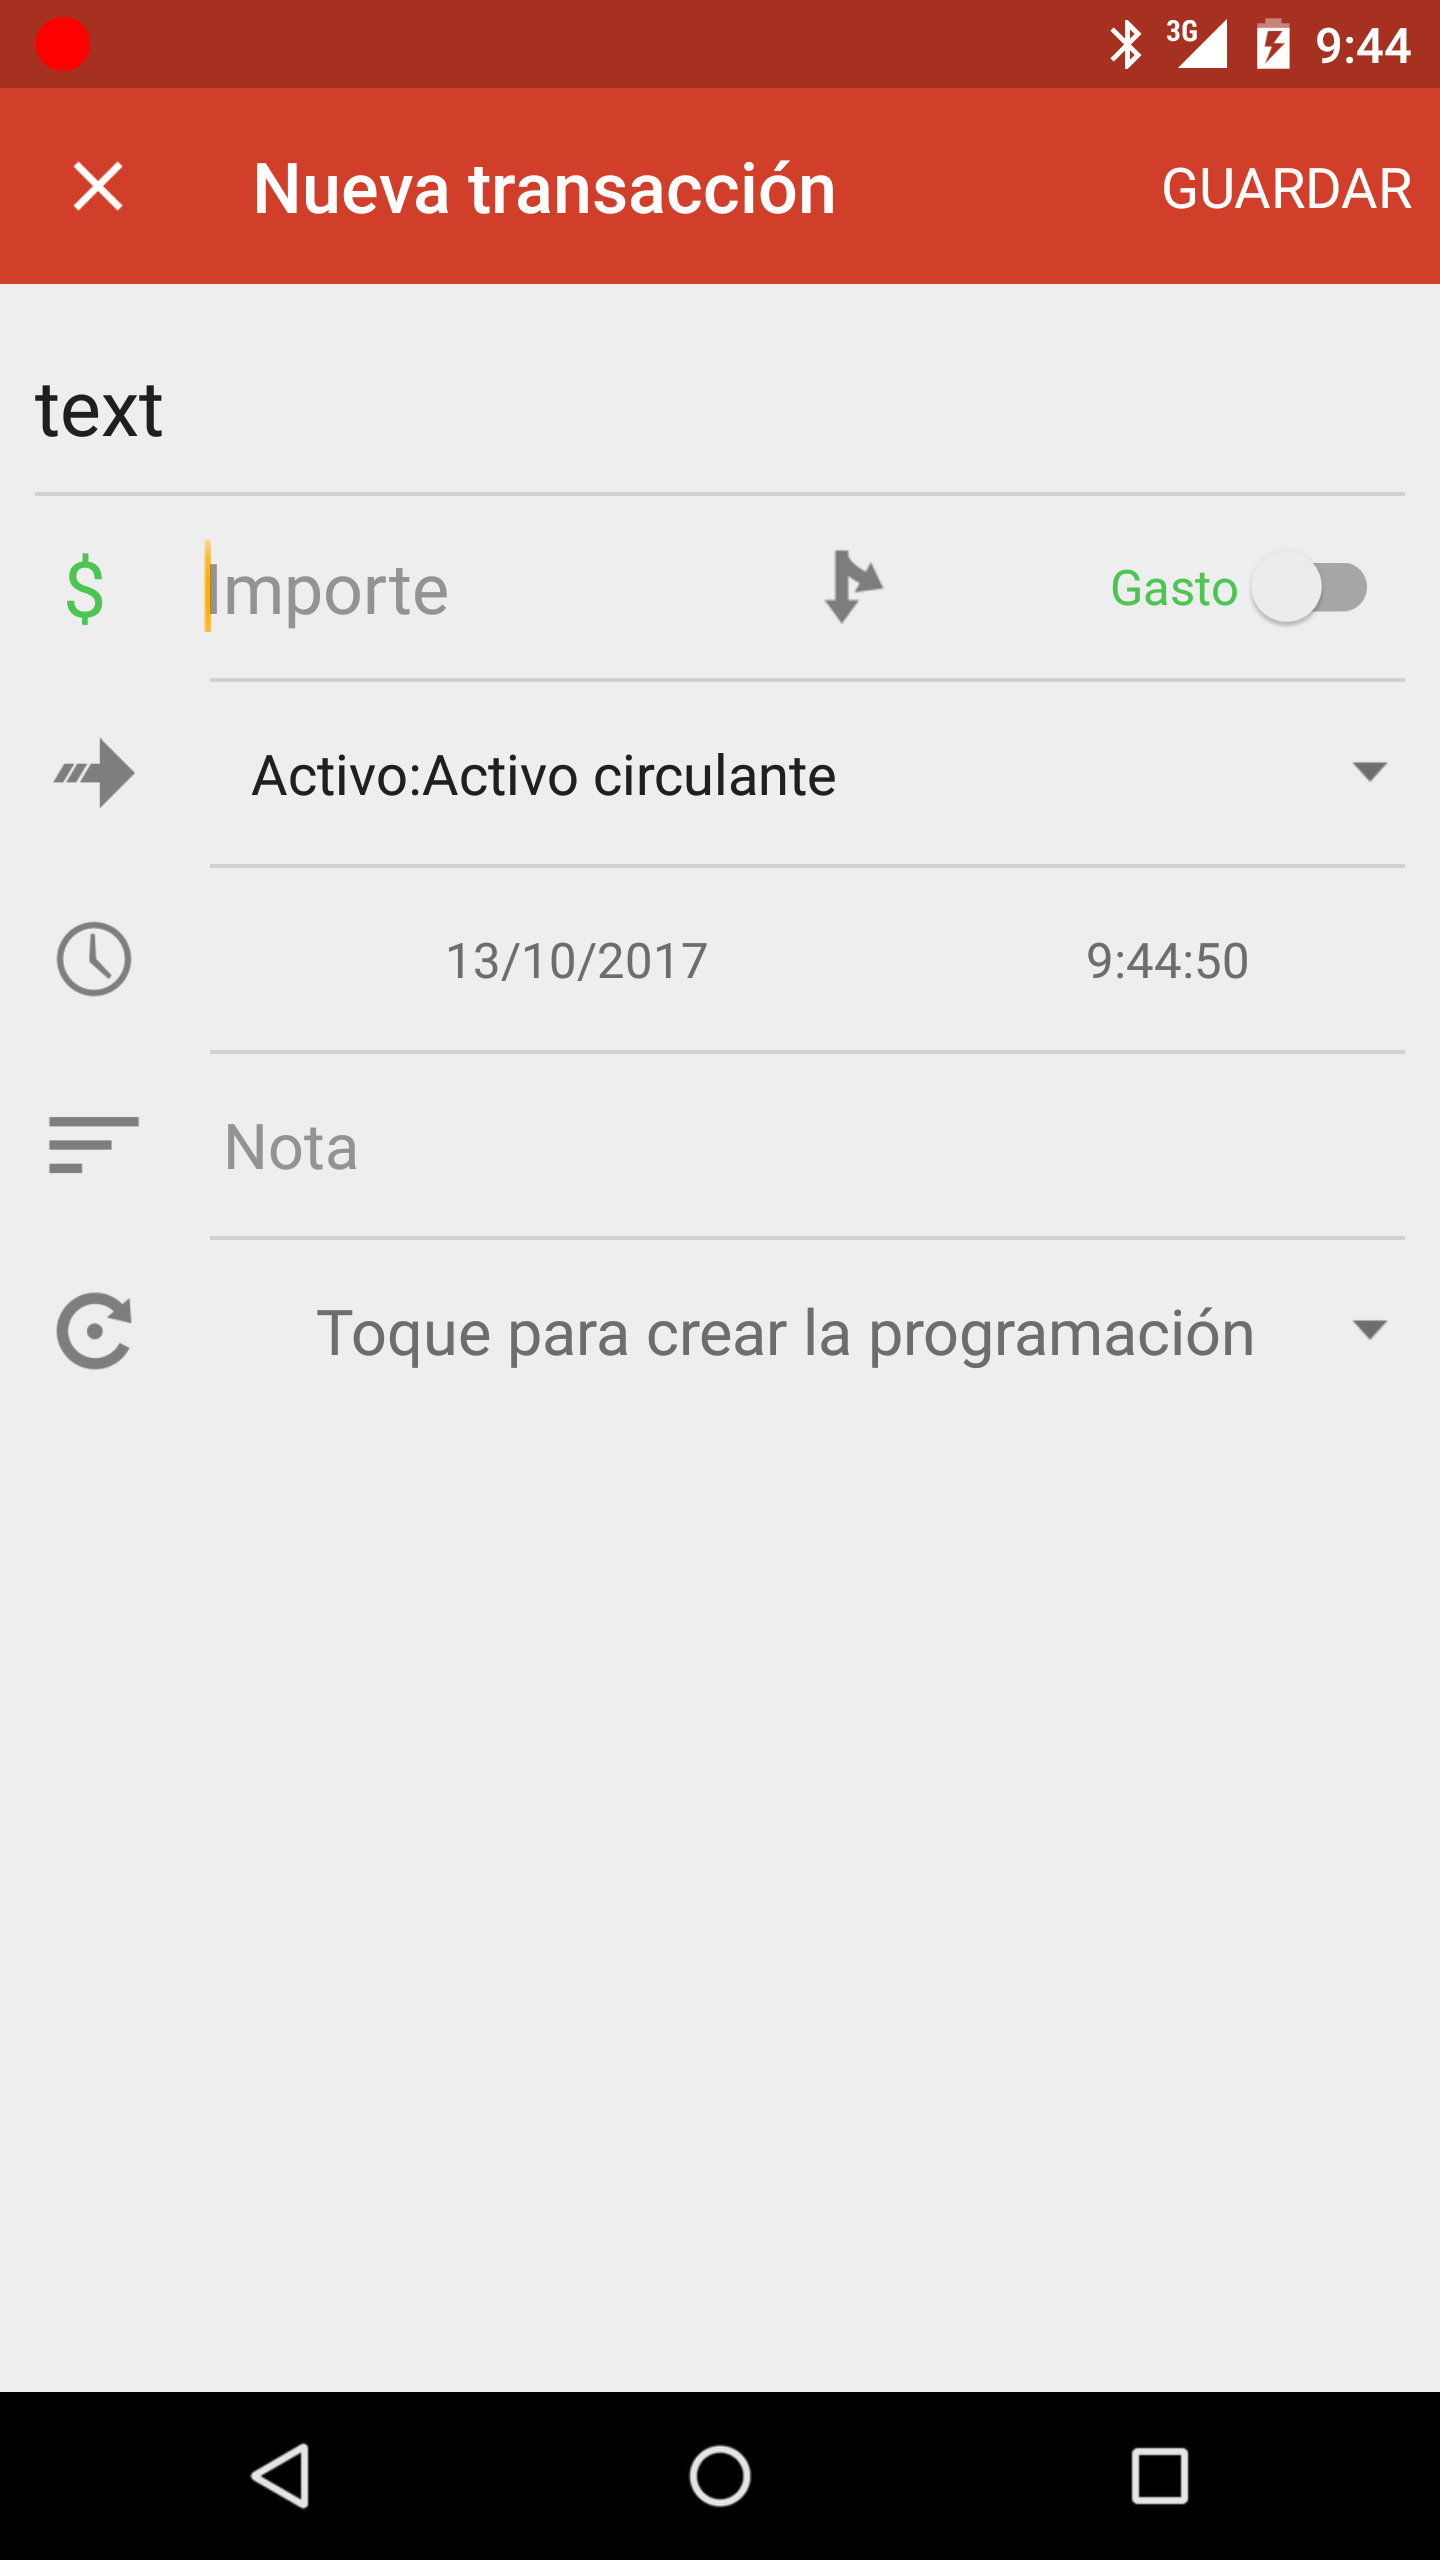 3G 9:44
Nueva transacción GUARDAR
text
$ Importe Gasto
Activo:Activo circulante
13/10/2017 9:44:50
Nota
Toque para crear la programación